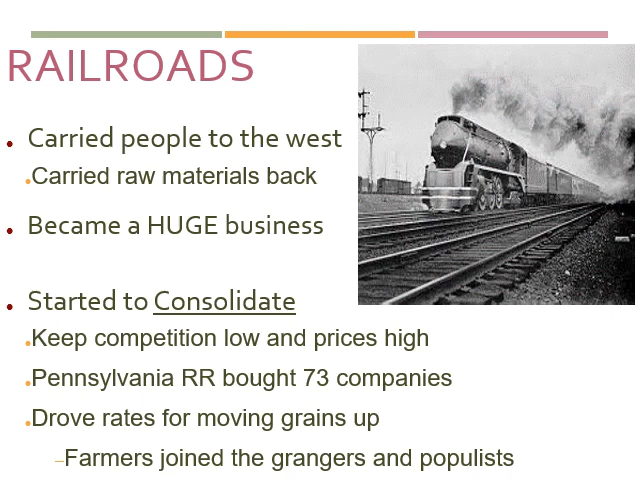 RAILROADS
• Carried people to the west
•Carried raw materials back
• Became a HUGE business
• Started to Consolidate
•Keep competition low and prices high
•Pennsylvania RR bought 73 companies
•Drove rates for moving grains up
–Farmers joined the grangers and populists